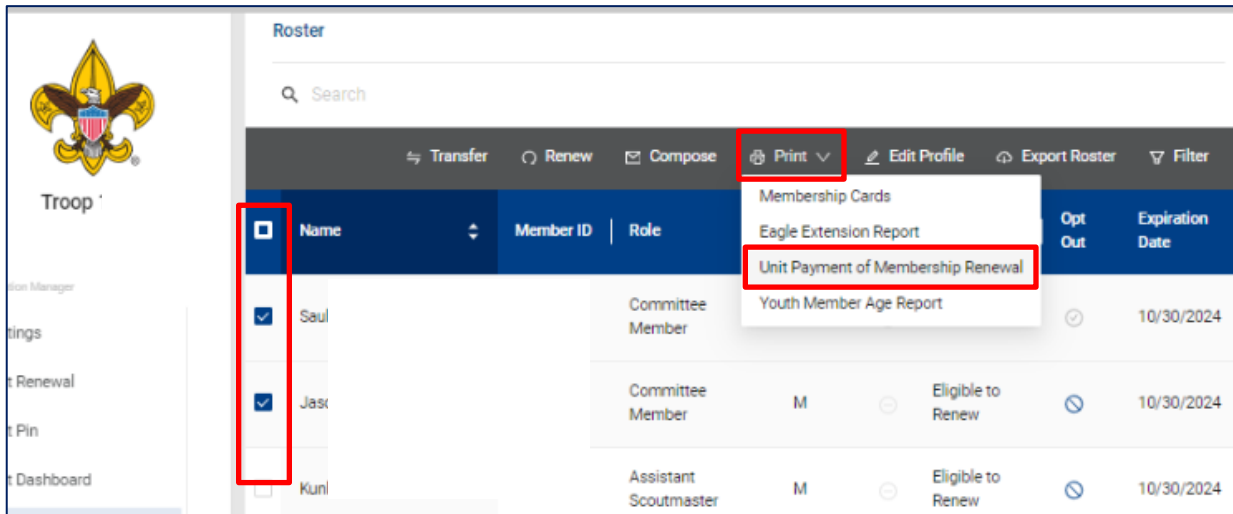 Roster
Search
Transfer Renew Compose Print Edit Profile Export Roster Filter
Troop
Membership Cards
Eagle Extension Report
Unit Payment of Membership Renewal
Youth Member Age Report
Name Member ID Role Opt Out Expiration Date
Manager
Committee Member 10/30/2024
tings
t Renewal
Committee Member M Eligible to Renew 10/30/2024
t Pin
t Dashboard
Assistant Scoutmaster M Eligible to Renew 10/30/2024